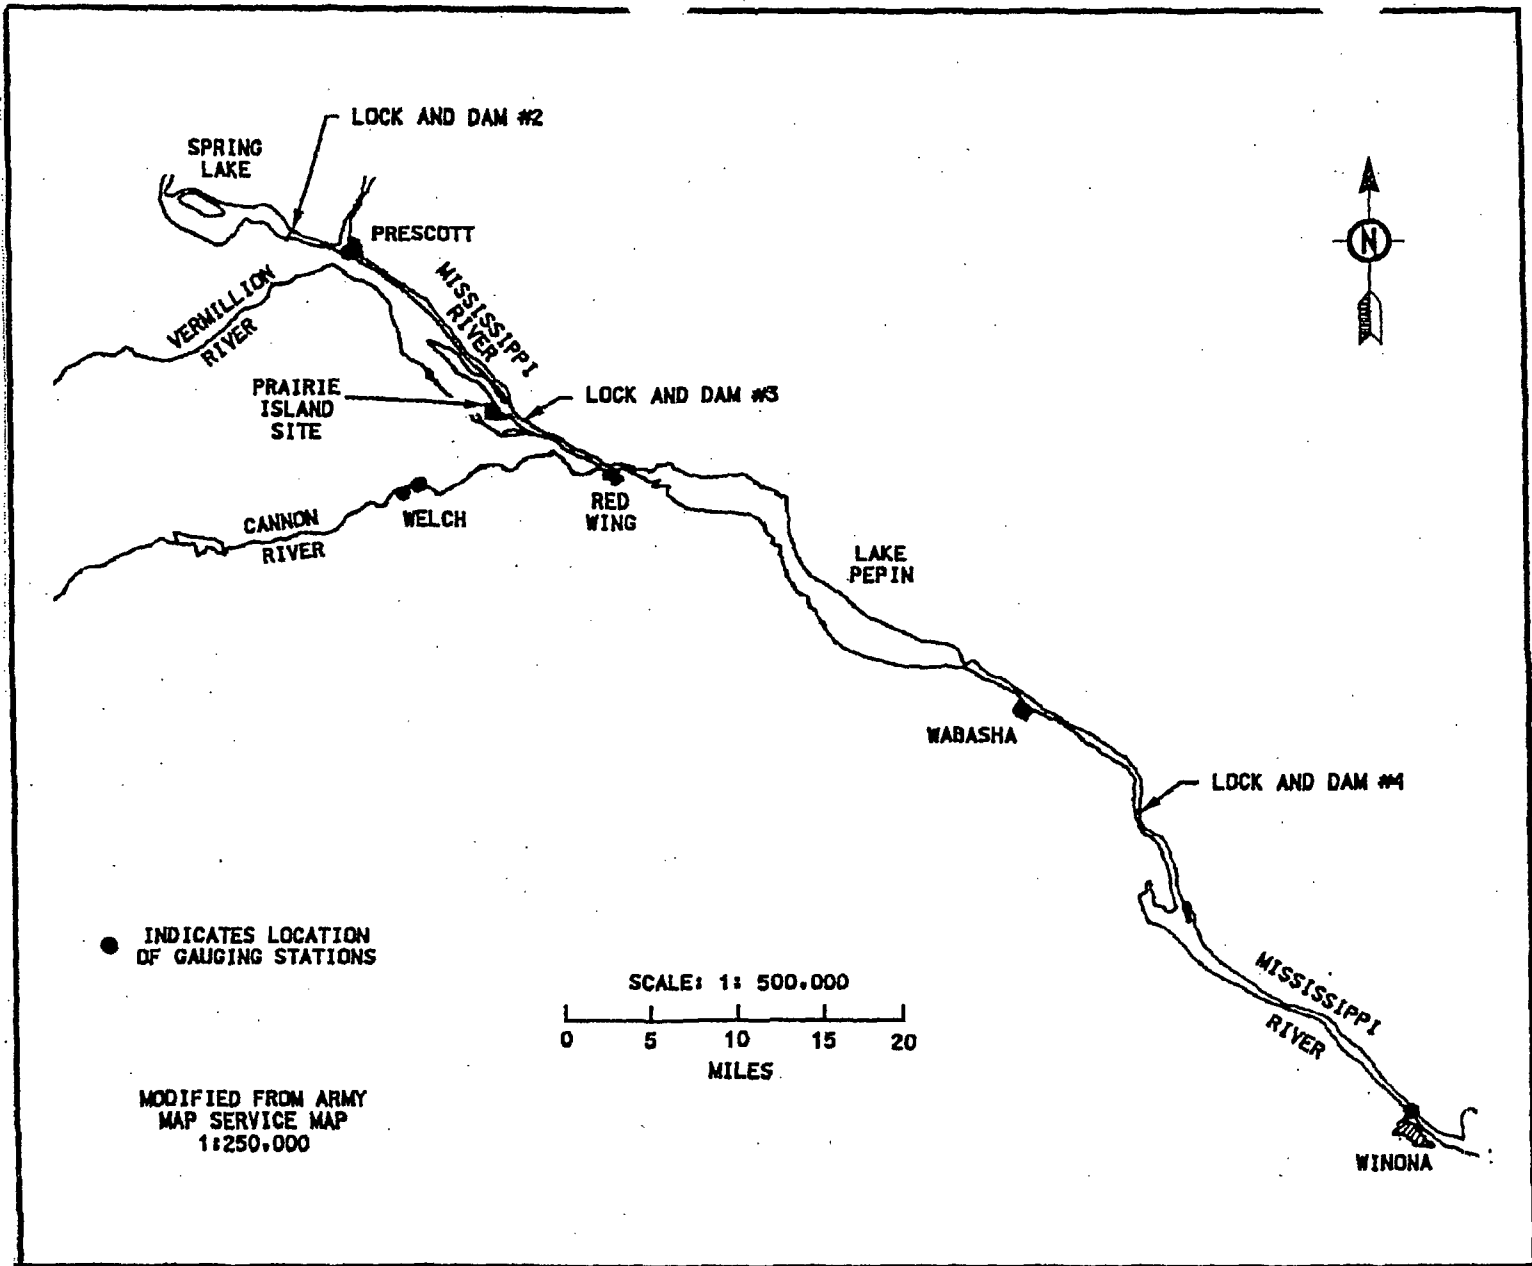 LOCK AND DAM #2
SPRING
LAKE
PRESCOTT
MISSISSIPPI
RIVER
VERMILLION
RIVER
N
PRAIRIE
ISLAND
SITE
LOCK AND DAM #3
RED
WING
WELCH
CANNON
RIVER
LAKE
PEPIN
WABASHA
LOCK AND DAM #4
INDICATES LOCATION
OF GAUGING STATIONS
SCALE: 1: 500,000
0 5 10 15 20
MILES
MISSISSIPPI
RIVER
MODIFIED FROM ARMY
MAP SERVICE MAP
1:250,000
WINONA